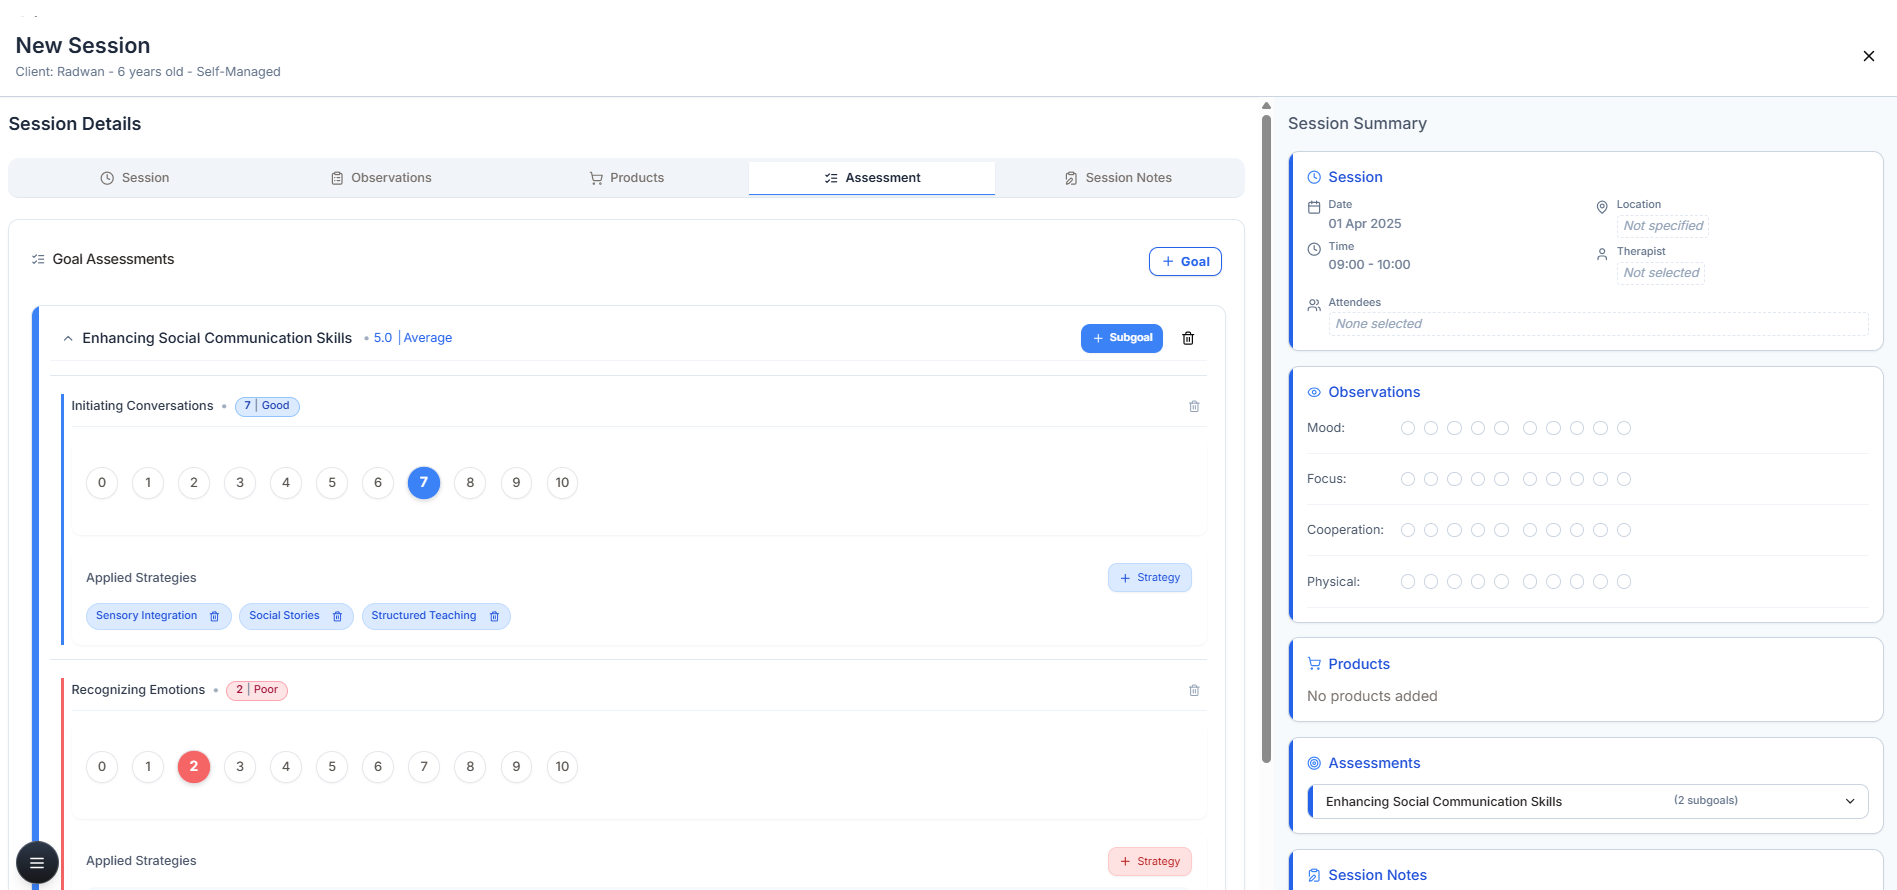 New Session
Client: Radwan - 6 years old - Self-Managed
Session Details
Session
Observations
Products
Assessment
Session Notes
Goal Assessments
+ Goal
Enhancing Social Communication Skills • 5.0 | Average
+ Subgoal
Initiating Conversations • 7 | Good
0 1 2 3 4 5 6 7 8 9 10
Applied Strategies
+ Strategy
Sensory Integration
Social Stories
Structured Teaching
Recognizing Emotions • 2 | Poor
0 1 2 3 4 5 6 7 8 9 10
Applied Strategies
+ Strategy
Session Summary
Session
Date
01 Apr 2025
Time
09:00 - 10:00
Location
Not specified
Therapist
Not selected
Attendees
None selected
Observations
Mood:
Focus:
Cooperation:
Physical:
Products
No products added
Assessments
Enhancing Social Communication Skills (2 subgoals)
Session Notes